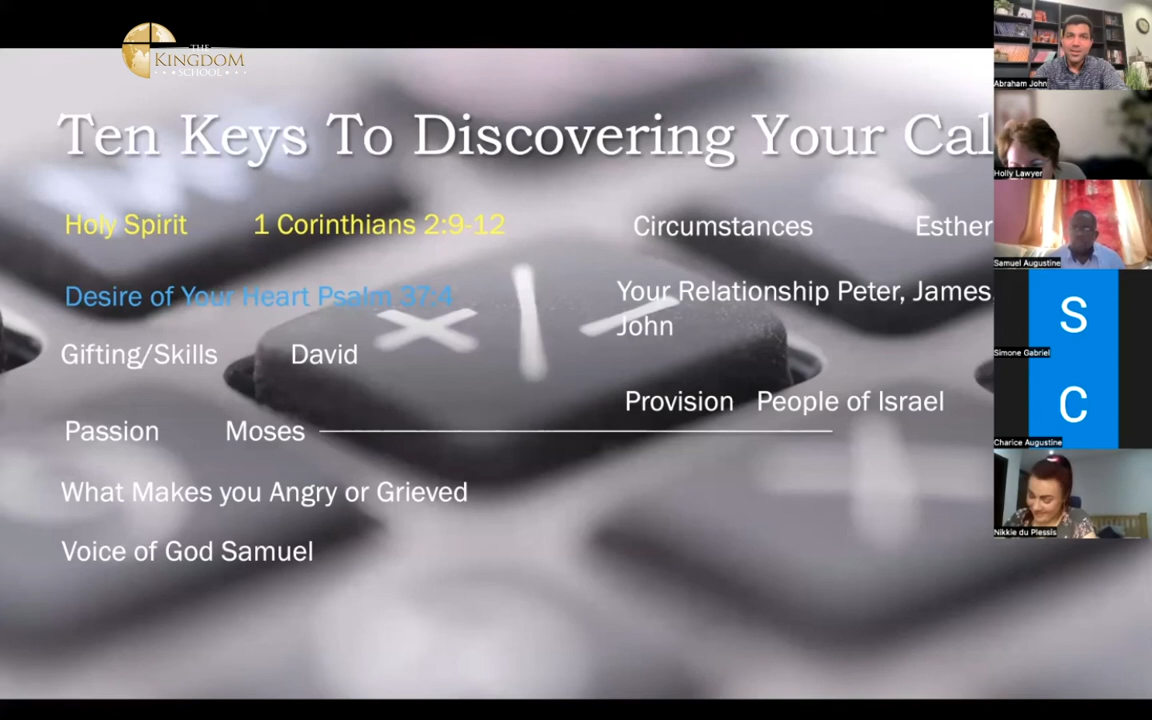 THE
KINGDOM
SCHOOL
Ten Keys To Discovering Your Cal
Holy Spirit 1 Corinthians 2:9-12
Desire of Your Heart Psalm 37:4
Gifting/Skills David
Passion Moses
What Makes you Angry or Grieved
Voice of God Samuel
Circumstances Esther
Your Relationship Peter, James,
John
Provision People of Israel
Abraham John
Holly Lawyer
Samuel Augustine
S
Simone Gabriel
C
Charice Augustine
Nikkie du Plessis